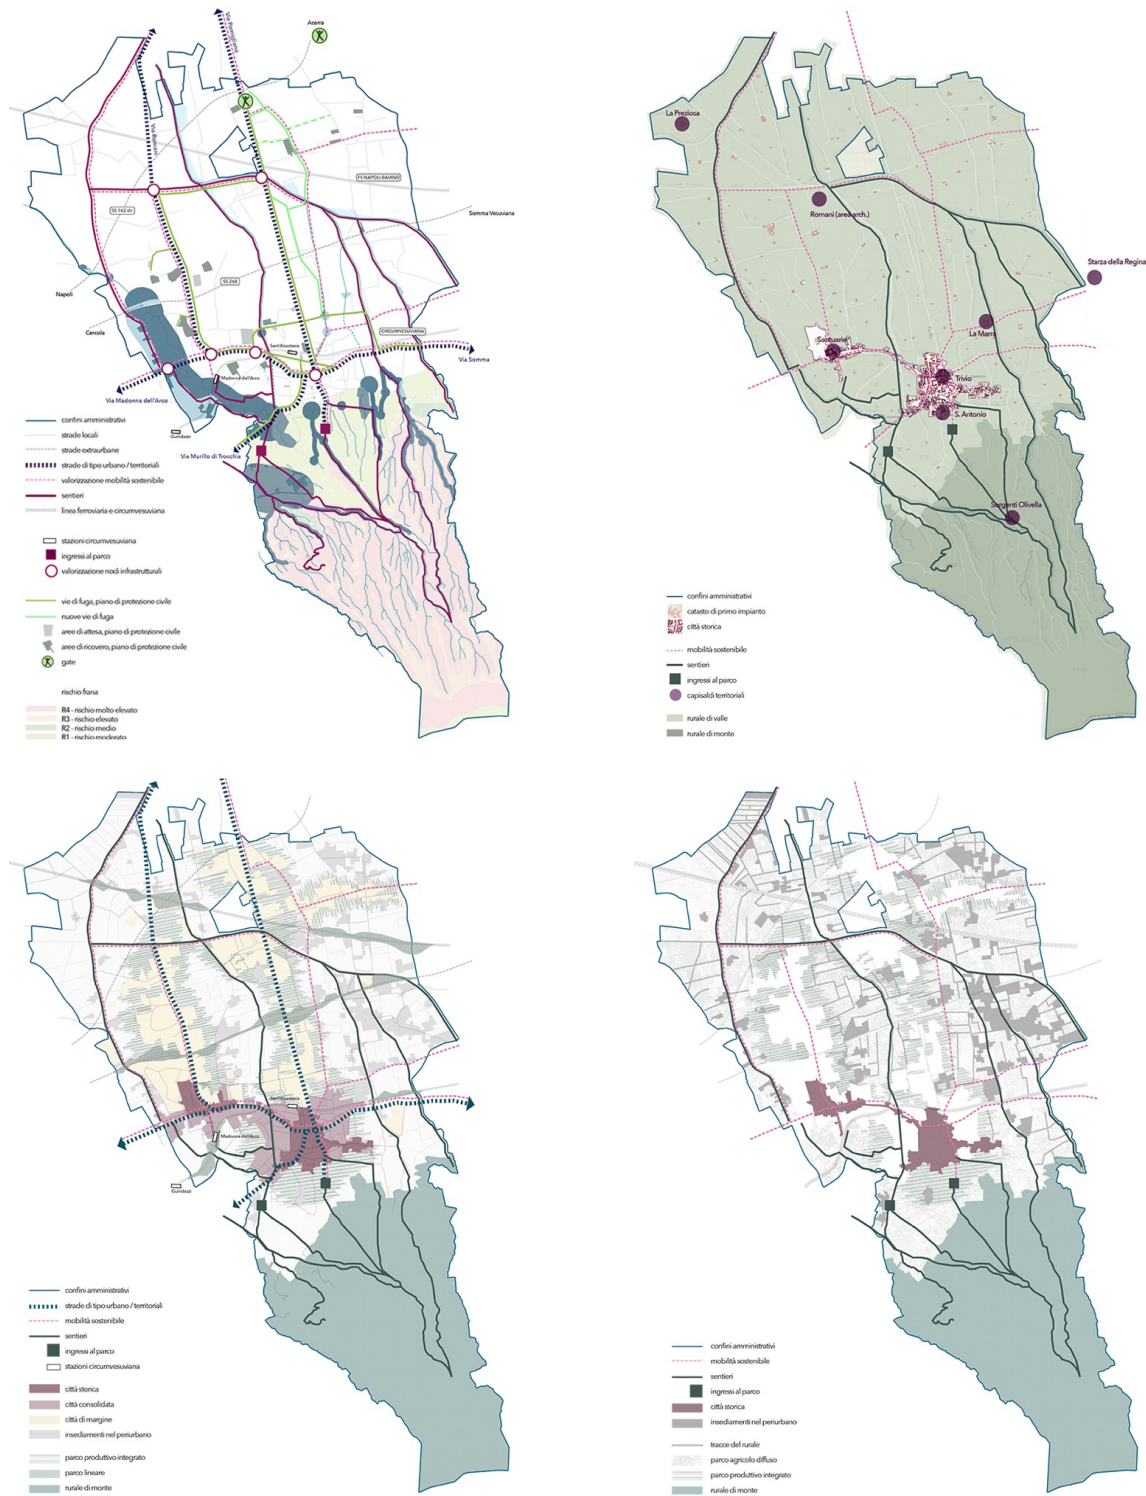 Acerra
Via Pomigliano
Via Romani
FS NAPOLI-BAIANO
SS 162 dir
Somma Vesuviana
SS 268
Napoli
Cercola
CIRCUMVESUVIANA
Sant'Anastasia
Via Somma
Madonna dell'Arco
Via Madonna dell'Arco
Guindazzi
Via Murillo di Trocchia
confini amministrativi
strade locali
strade extraurbane
strade di tipo urbano / territoriali
valorizzazione mobilità sostenibile
sentieri
linea ferroviaria e circumvesuviana
stazioni circumvesuviana
ingressi al parco
valorizzazione nodi infrastrutturali
vie di fuga, piano di protezione civile
nuove vie di fuga
aree di attesa, piano di protezione civile
aree di ricovero, piano di protezione civile
gate
rischio frana
R4 - rischio molto elevato
R3 - rischio elevato
R2 - rischio medio
R1 - rischio moderato
La Preziosa
Romani (area arch.)
Starza della Regina
La Marra
Santuario
Trivio
S. Antonio
Sorgenti Olivella
confini amministrativi
catasto di primo impianto
città storica
mobilità sostenibile
sentieri
ingressi al parco
capisaldi territoriali
rurale di valle
rurale di monte
Sant'Anastasia
Madonna dell'Arco
Guindazzi
confini amministrativi
strade di tipo urbano / territoriali
mobilità sostenibile
sentieri
ingressi al parco
stazioni circumvesuviana
città storica
città consolidata
città di margine
insediamenti nel periurbano
parco produttivo integrato
parco lineare
rurale di monte
confini amministrativi
mobilità sostenibile
sentieri
ingressi al parco
città storica
insediamenti nel periurbano
tracce del rurale
parco agricolo diffuso
parco produttivo integrato
rurale di monte